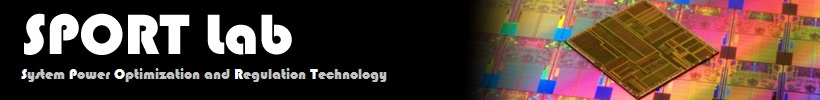 SPORT Lab
System Power Optimization and Regulation Technology